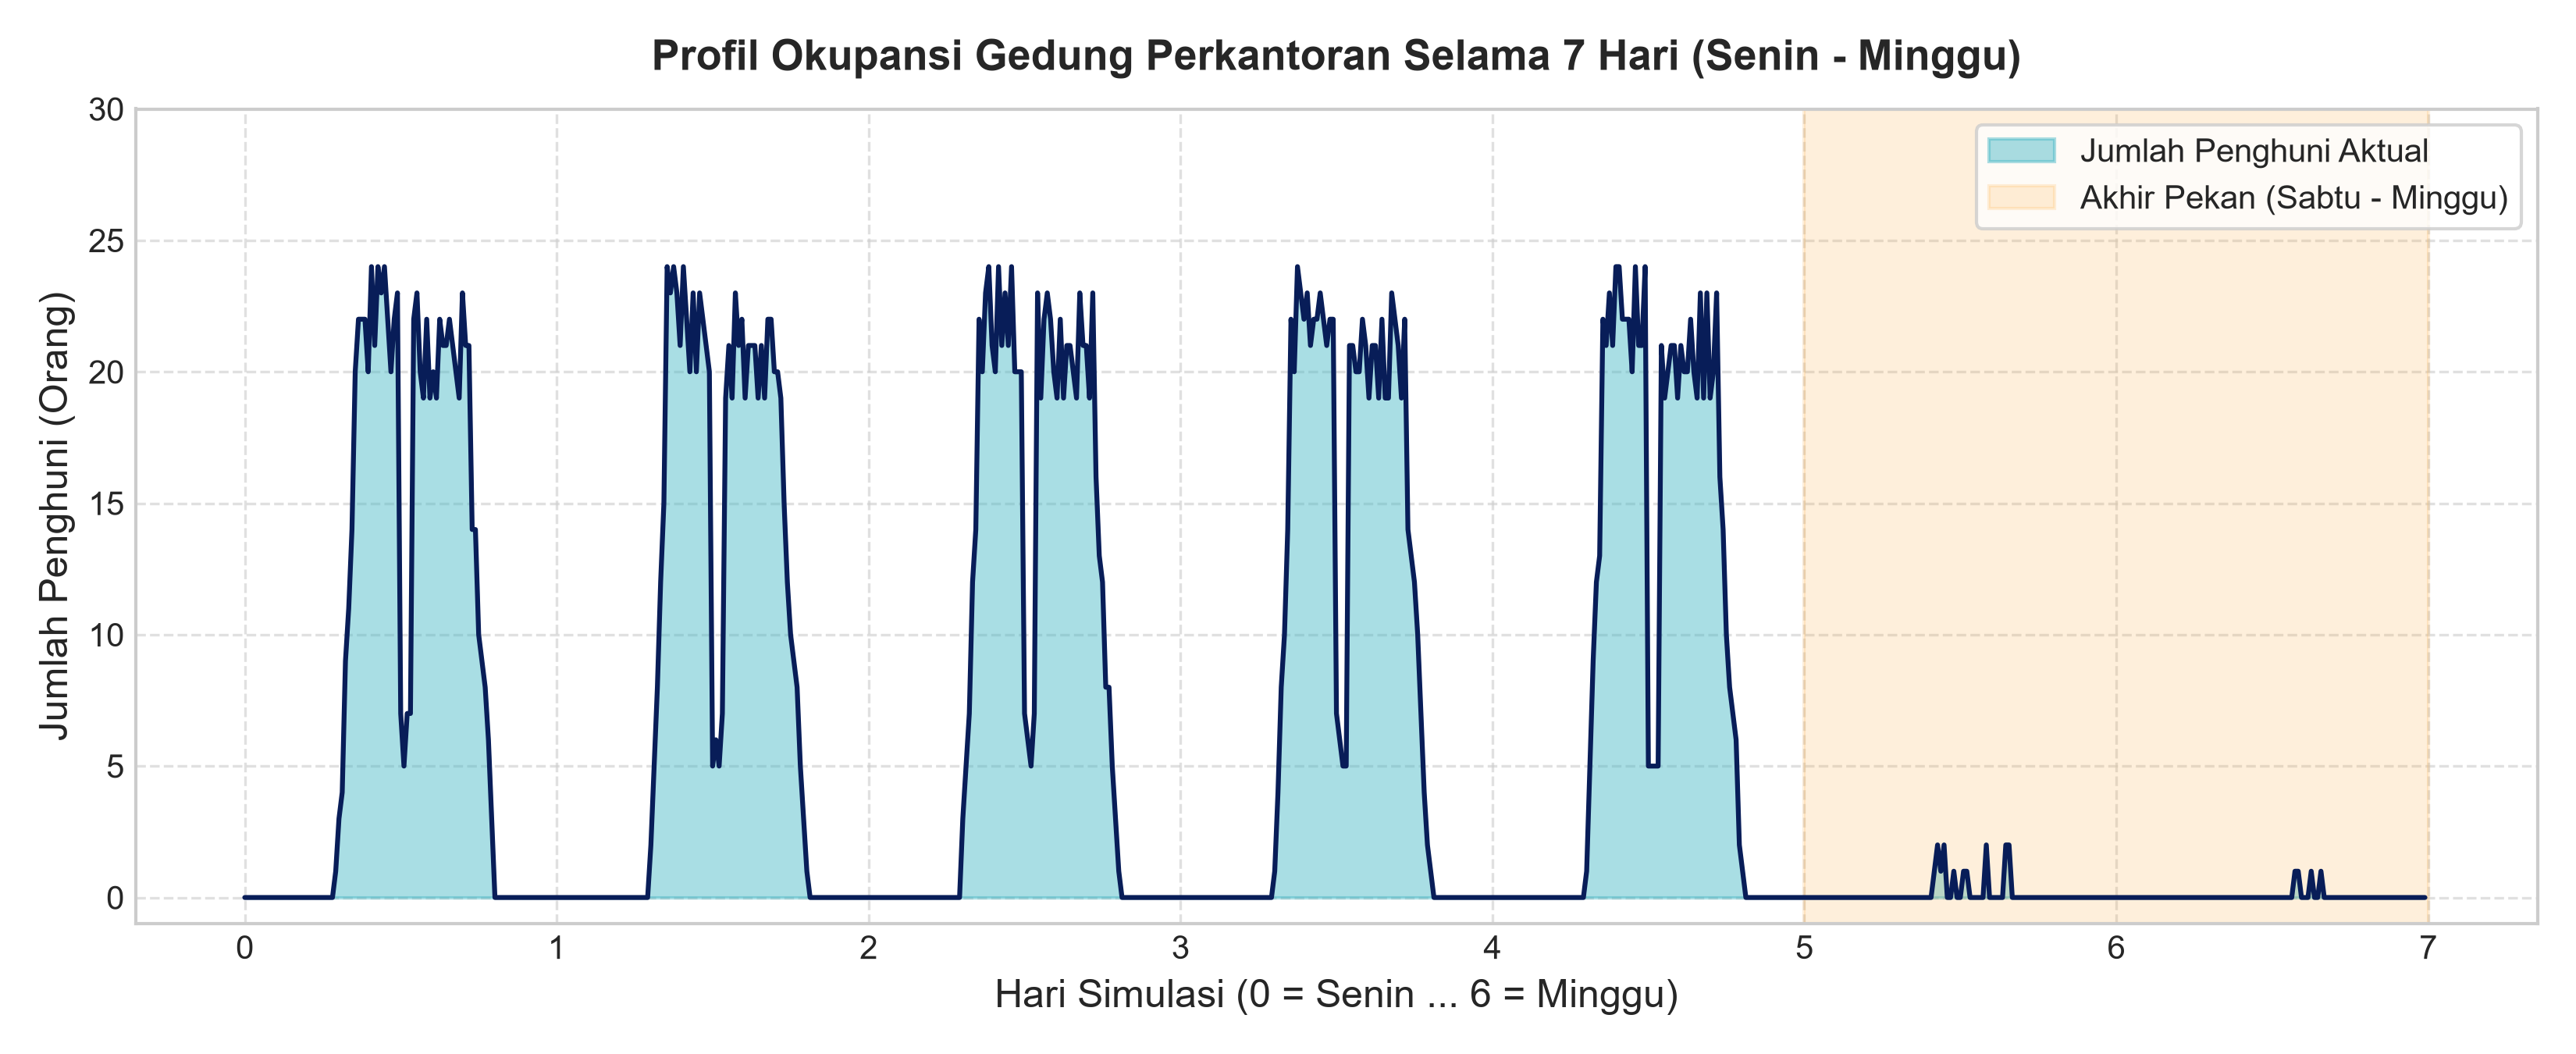 Profil Okupansi Gedung Perkantoran Selama 7 Hari (Senin - Minggu)
Jumlah Penghuni (Orang)
30
25
20
15
10
5
0
Jumlah Penghuni Aktual
Akhir Pekan (Sabtu - Minggu)
0 1 2 3 4 5 6 7
Hari Simulasi (0 = Senin ... 6 = Minggu)